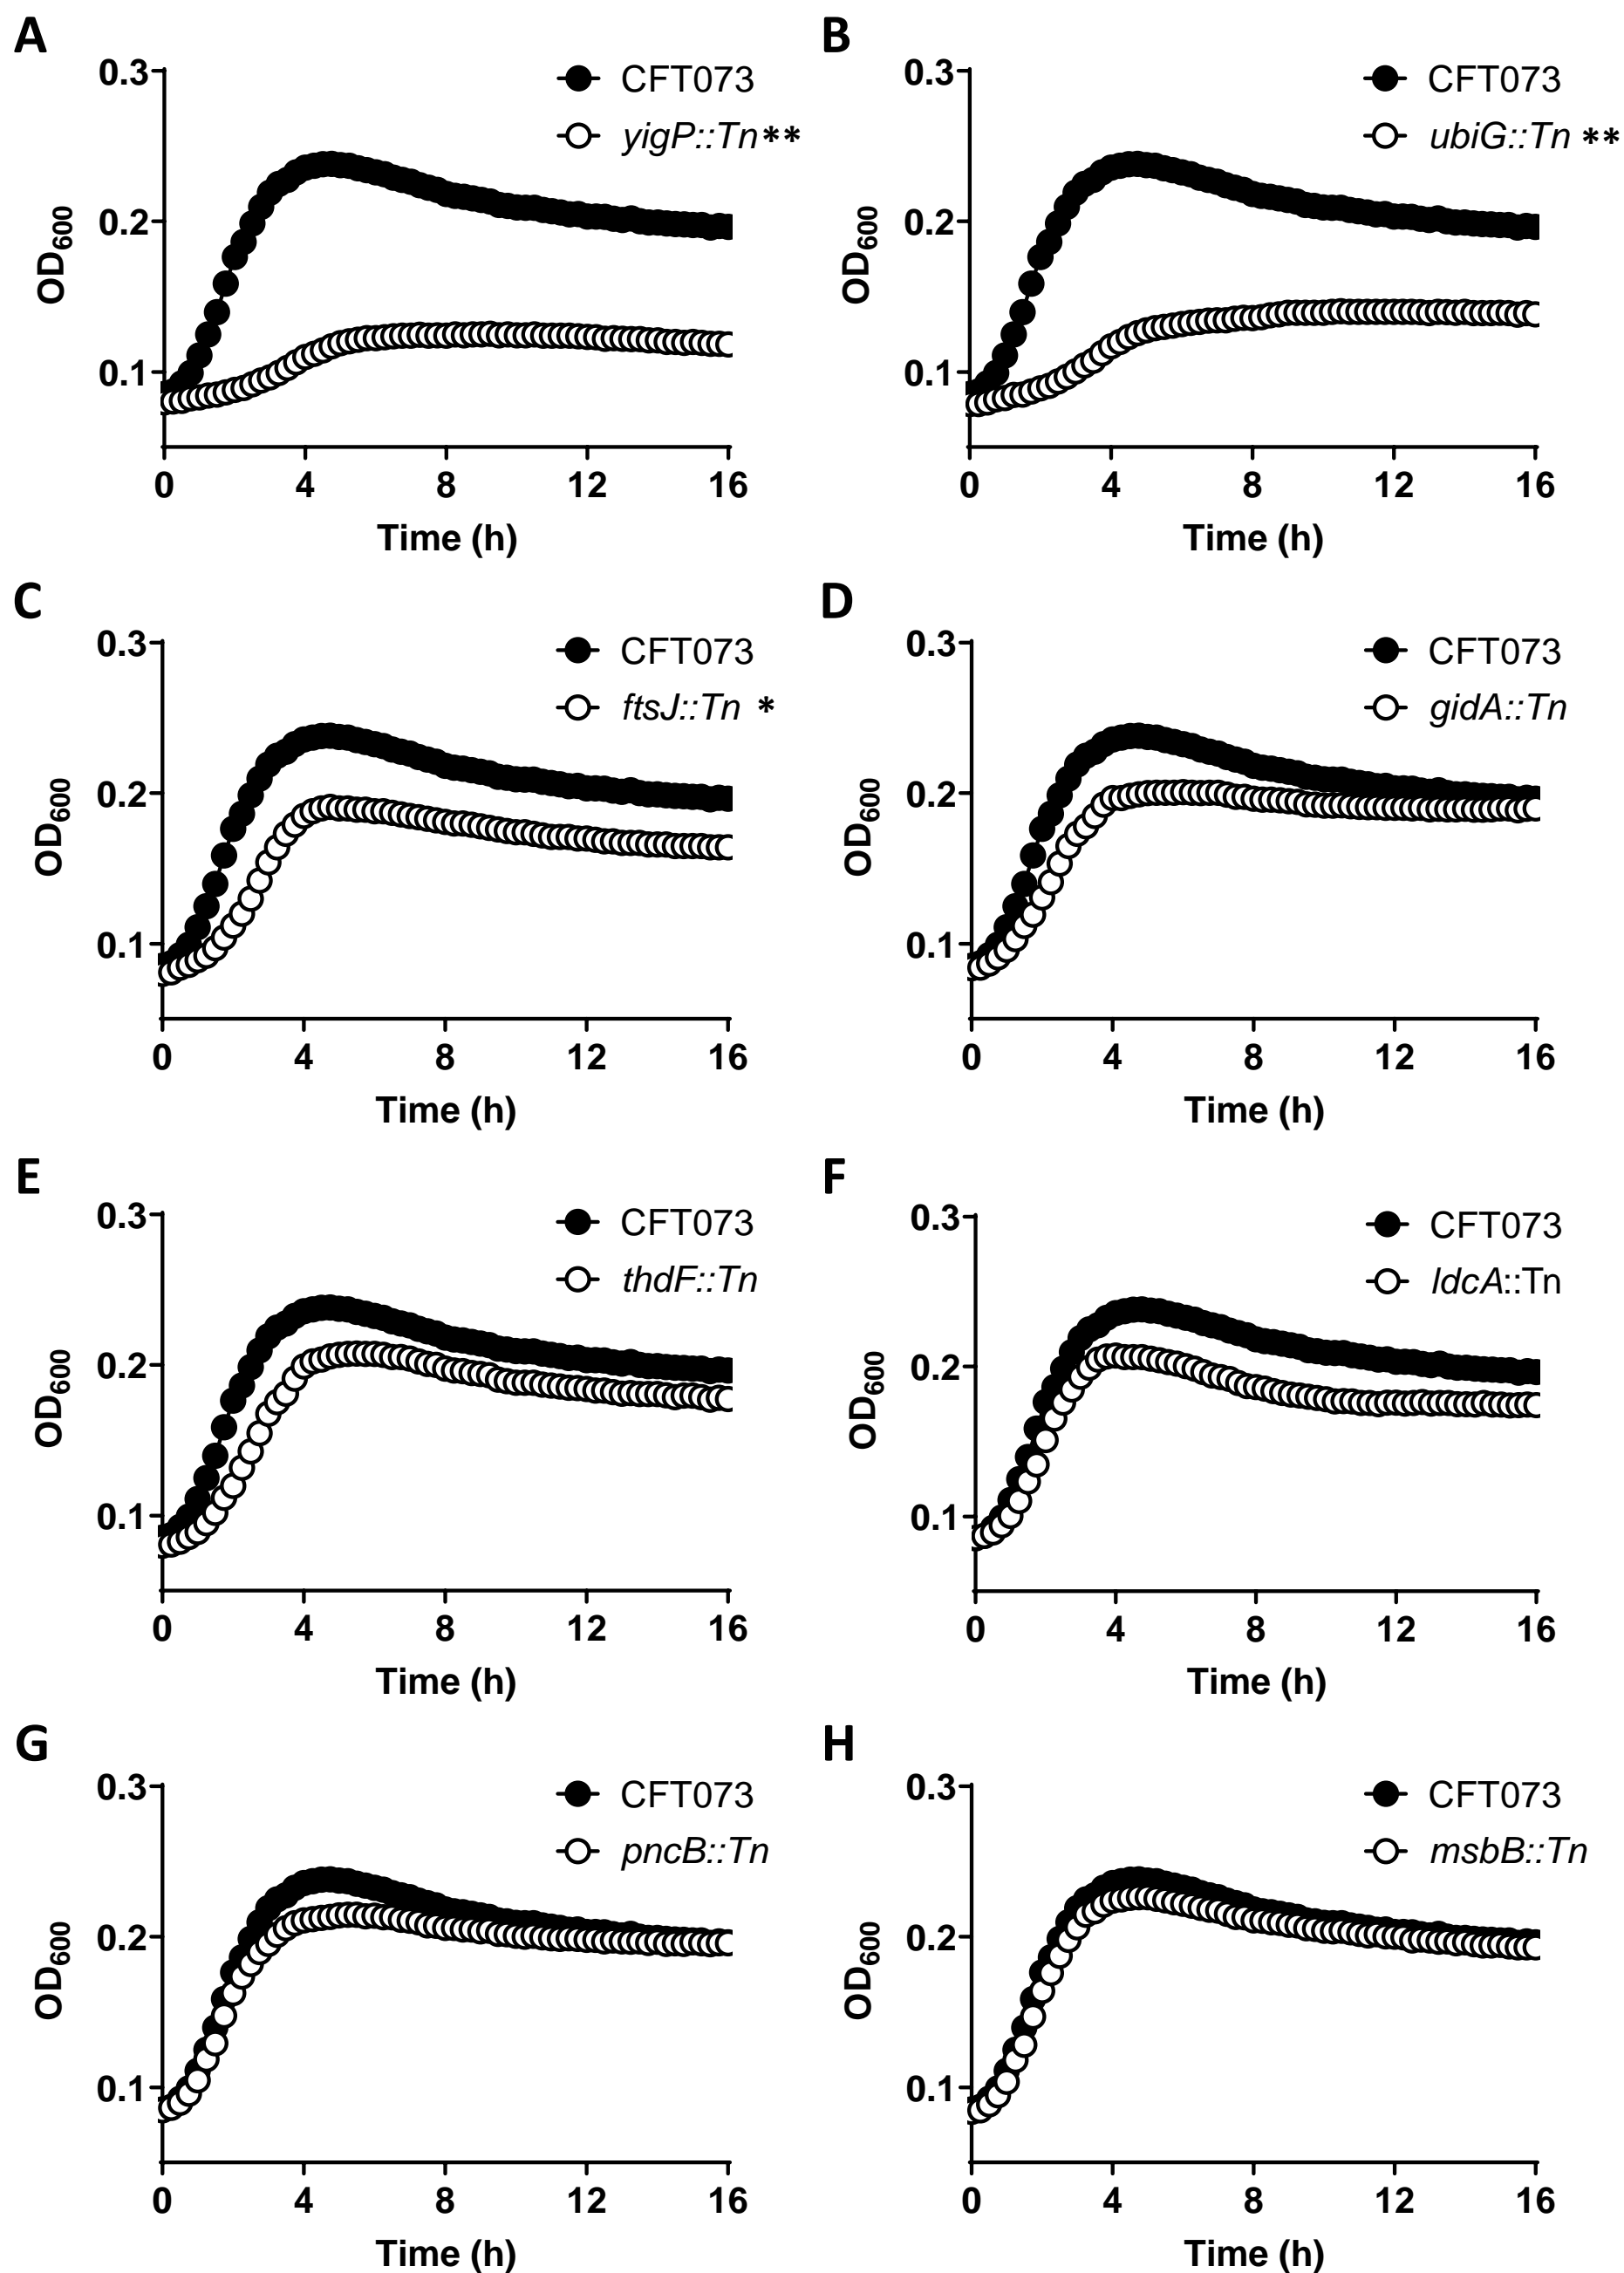 A
0.3
0.2
0.1
OD600
0 4 8 12 16
Time (h)
CFT073
yigP::Tn**
B
0.3
0.2
0.1
OD600
0 4 8 12 16
Time (h)
CFT073
ubiG::Tn **
C
0.3
0.2
0.1
OD600
0 4 8 12 16
Time (h)
CFT073
ftsJ::Tn *
D
0.3
0.2
0.1
OD600
0 4 8 12 16
Time (h)
CFT073
gidA::Tn
E
0.3
0.2
0.1
OD600
0 4 8 12 16
Time (h)
CFT073
thdF::Tn
F
0.3
0.2
0.1
OD600
0 4 8 12 16
Time (h)
CFT073
ldcA::Tn
G
0.3
0.2
0.1
OD600
0 4 8 12 16
Time (h)
CFT073
pncB::Tn
H
0.3
0.2
0.1
OD600
0 4 8 12 16
Time (h)
CFT073
msbB::Tn